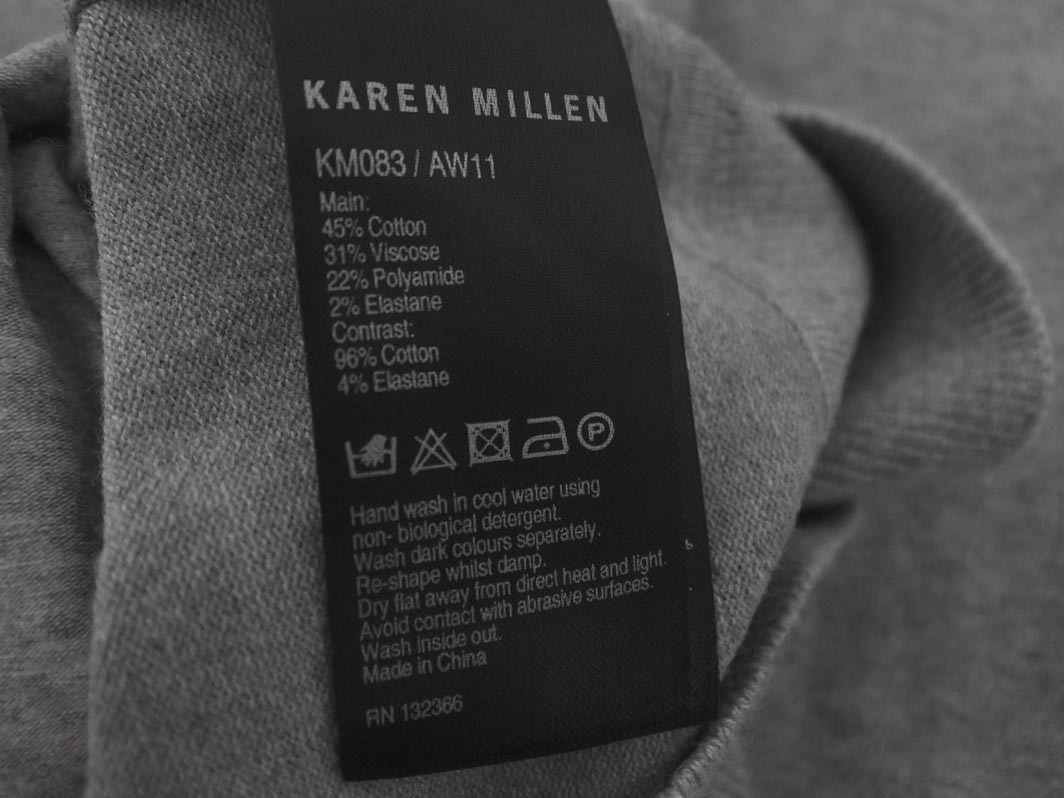 KAREN MILLEN
KM083 / AW11
Main:
45% Cotton
31% Viscose
22% Polyamide
2% Elastane
Contrast:
96% Cotton
4% Elastane
P
Hand wash in cool water using
non- biological detergent.
Wash dark colours separately.
Re-shape whilst damp.
Dry flat away from direct heat and light.
Avoid contact with abrasive surfaces.
Wash inside out.
Made in China
RN 132366